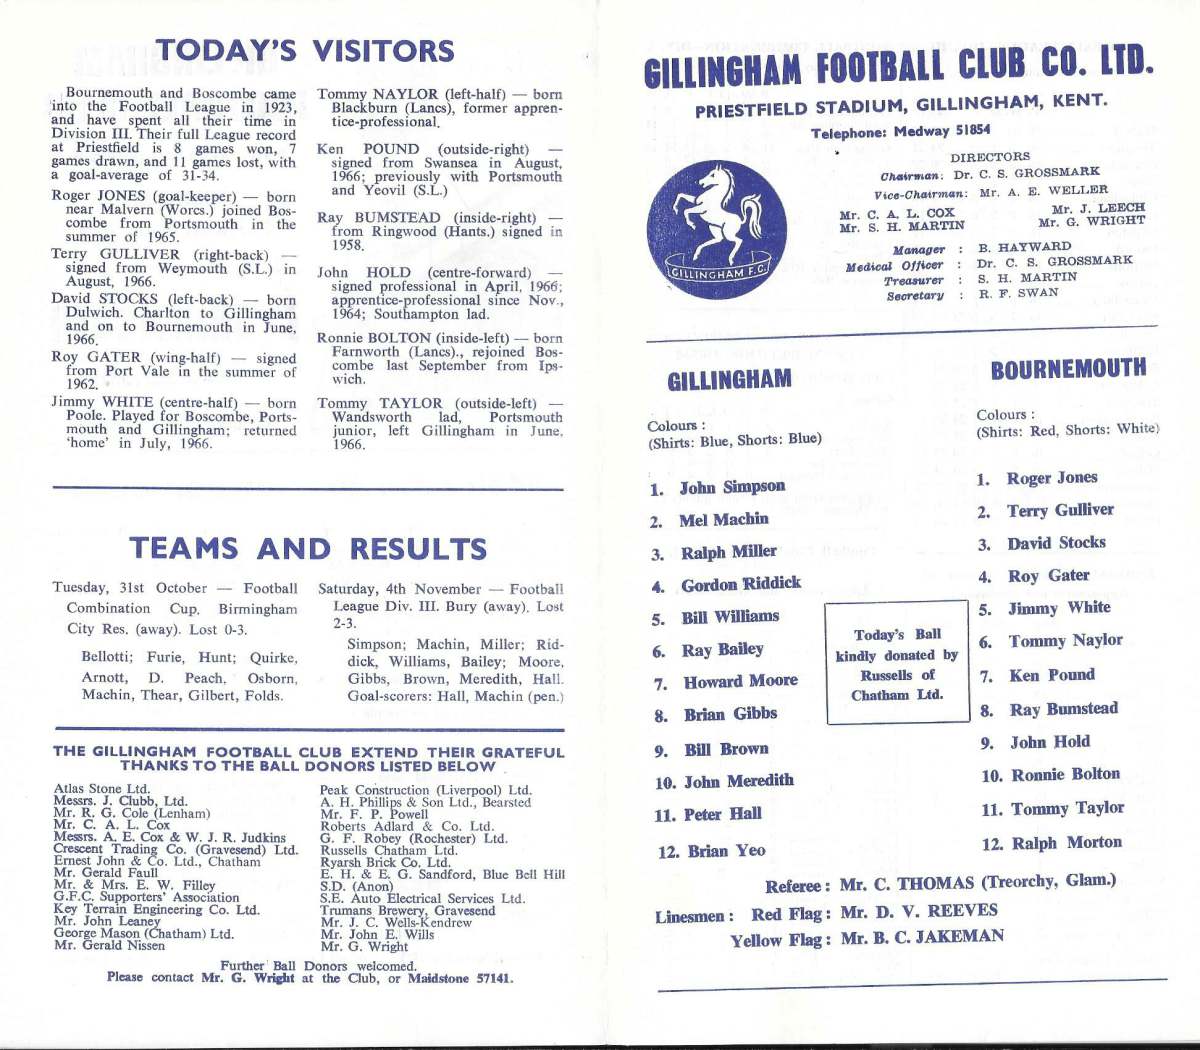 TODAY'S VISITORS
Bournemouth and Boscombe came
into the Football League in 1923,
and have spent all their time in
Division III. Their full League record
at Priestfield is 8 games won, 7
games drawn, and 11 games lost, with
a goal-average of 31-34.
Roger JONES (goal-keeper) — born
near Malvern (Worcs.) joined Bos-
combe from Portsmouth in the
summer of 1965.
Terry GULLIVER (right-back) —
signed from Weymouth (S.L.) in
August, 1966.
David STOCKS (left-back) — born
Dulwich. Charlton to Gillingham
and on to Bournemouth in June,
1966.
Roy GATER (wing-half) — signed
from Port Vale in the summer of
1962.
Jimmy WHITE (centre-half) — born
Poole. Played for Boscombe, Ports-
mouth and Gillingham; returned
'home' in July, 1966.
Tommy NAYLOR (left-half) — born
Blackburn (Lancs), former appren-
tice-professional.
Ken POUND (outside-right) —
signed from Swansea in August,
1966; previously with Portsmouth
and Yeovil (S.L.)
Ray BUMSTEAD (inside-right) —
from Ringwood (Hants.) signed in
1958.
John HOLD (centre-forward) —
signed professional in April, 1966;
apprentice-professional since Nov.,
1964; Southampton lad.
Ronnie BOLTON (inside-left) — born
Farnworth (Lancs)., rejoined Bos-
combe last September from Ips-
wich.
Tommy TAYLOR (outside-left) —
Wandsworth lad, Portsmouth
junior, left Gillingham in June,
1966.
TEAMS AND RESULTS
Tuesday, 31st October — Football
Combination Cup. Birmingham
City Res. (away). Lost 0-3.
Bellotti; Furie, Hunt; Quirke,
Arnott, D. Peach, Osborn,
Machin, Thear, Gilbert, Folds.
Saturday, 4th November — Football
League Div. III. Bury (away). Lost
2-3.
Simpson; Machin, Miller; Rid-
dick, Williams, Bailey; Moore,
Gibbs, Brown, Meredith, Hall.
Goal-scorers: Hall, Machin (pen.)
THE GILLINGHAM FOOTBALL CLUB EXTEND THEIR GRATEFUL
THANKS TO THE BALL DONORS LISTED BELOW
Atlas Stone Ltd.
Messrs. J. Clubb, Ltd.
Mr. R. G. Cole (Lenham)
Mr. C. A. L. Cox
Messrs. A. E. Cox & W. J. R. Judkins
Crescent Trading Co. (Gravesend) Ltd.
Ernest John & Co. Ltd., Chatham
Mr. Gerald Faull
Mr. & Mrs. E. W. Filley
G.F.C. Supporters' Association
Key Terrain Engineering Co. Ltd.
Mr. John Leaney
George Mason (Chatham) Ltd.
Mr. Gerald Nissen
Peak Construction (Liverpool) Ltd.
A. H. Phillips & Son Ltd., Bearsted
Mr. F. P. Powell
Roberts Adlard & Co. Ltd.
G. F. Robey (Rochester) Ltd.
Russells Chatham Ltd.
Ryarsh Brick Co. Ltd.
E. H. & E. G. Sandford, Blue Bell Hill
S.D. (Anon)
S.E. Auto Electrical Services Ltd.
Trumans Brewery, Gravesend
Mr. J. C. Wells-Kendrew
Mr. John E. Wills
Mr. G. Wright
Further Ball Donors welcomed.
Please contact Mr. G. Wright at the Club, or Maidstone 57141.
GILLINGHAM FOOTBALL CLUB CO. LTD.
PRIESTFIELD STADIUM, GILLINGHAM, KENT.
Telephone: Medway 51854
GILLINGHAM F.C.
DIRECTORS
Chairman: Dr. C. S. GROSSMARK
Vice-Chairman: Mr. A. E. WELLER
Mr. C. A. L. COX Mr. J. LEECH
Mr. S. H. MARTIN Mr. G. WRIGHT
Manager : B. HAYWARD
Medical Officer : Dr. C. S. GROSSMARK
Treasurer : S. H. MARTIN
Secretary : R. F. SWAN
GILLINGHAM
Colours :
(Shirts: Blue, Shorts: Blue)
1. John Simpson
2. Mel Machin
3. Ralph Miller
4. Gordon Riddick
5. Bill Williams
6. Ray Bailey
7. Howard Moore
8. Brian Gibbs
9. Bill Brown
10. John Meredith
11. Peter Hall
12. Brian Yeo
Today's Ball
kindly donated by
Russells of
Chatham Ltd.
BOURNEMOUTH
Colours :
(Shirts: Red, Shorts: White)
1. Roger Jones
2. Terry Gulliver
3. David Stocks
4. Roy Gater
5. Jimmy White
6. Tommy Naylor
7. Ken Pound
8. Ray Bumstead
9. John Hold
10. Ronnie Bolton
11. Tommy Taylor
12. Ralph Morton
Referee : Mr. C. THOMAS (Treorchy, Glam.)
Linesmen : Red Flag : Mr. D. V. REEVES
Yellow Flag : Mr. B. C. JAKEMAN